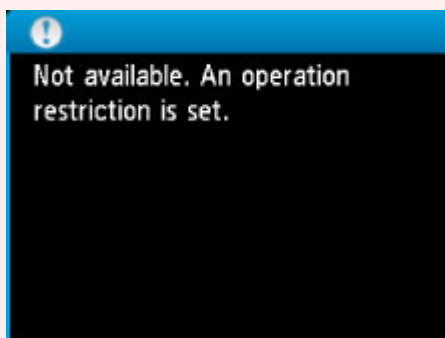 Not available. An operation
restriction is set.